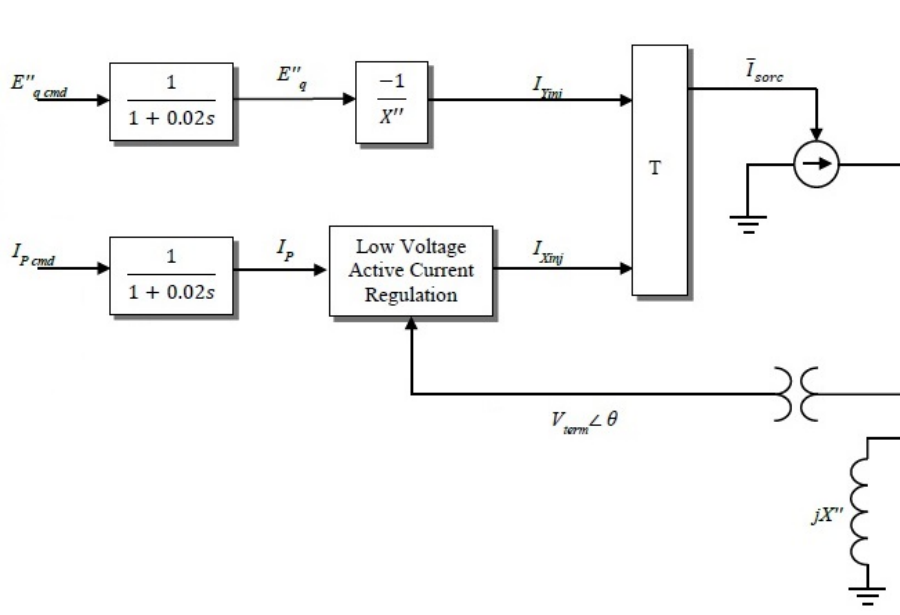 E"q cmd
1
1 + 0.02s
E"q
−1
X"
IYinj
T
Īsorc
IP cmd
1
1 + 0.02s
IP
Low Voltage
Active Current
Regulation
IXinj
Vterm∠θ
jX"